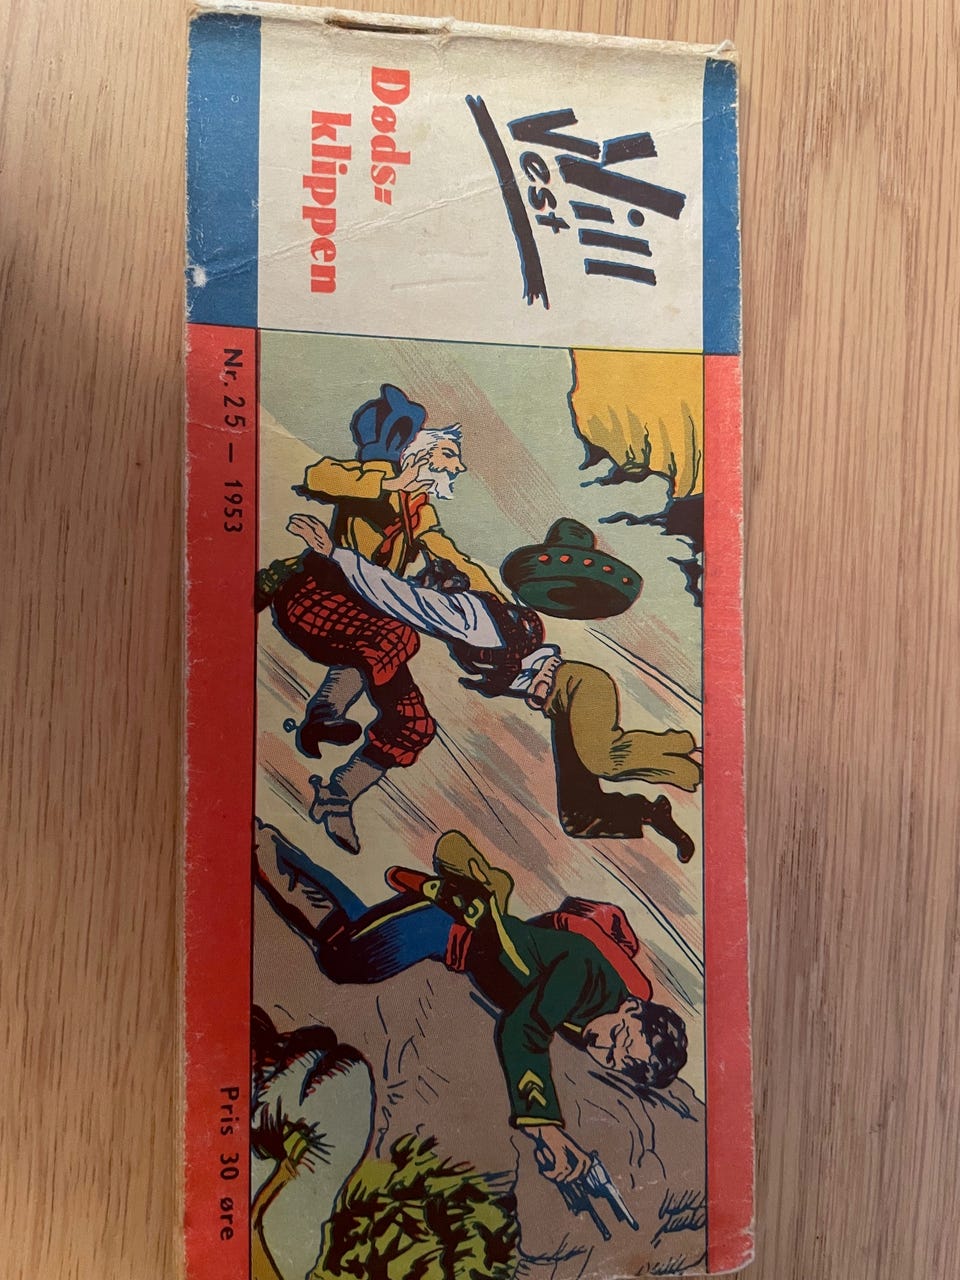 Vill
Vest
Døds-
klippen
Nr. 25 — 1953
Pris 30 øre